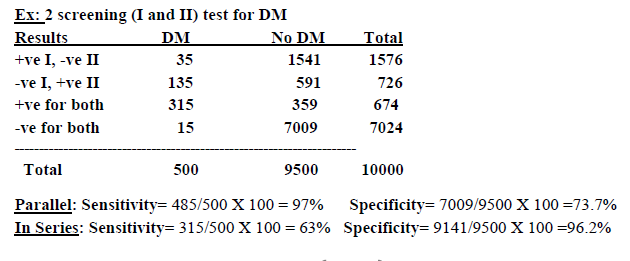 Ex: 2 screening (I and II) test for DM
Results DM No DM Total
+ve I, -ve II 35 1541 1576
-ve I, +ve II 135 591 726
+ve for both 315 359 674
-ve for both 15 7009 7024
Total 500 9500 10000
Parallel: Sensitivity= 485/500 X 100 = 97% Specificity= 7009/9500 X 100 =73.7%
In Series: Sensitivity= 315/500 X 100 = 63% Specificity= 9141/9500 X 100 =96.2%